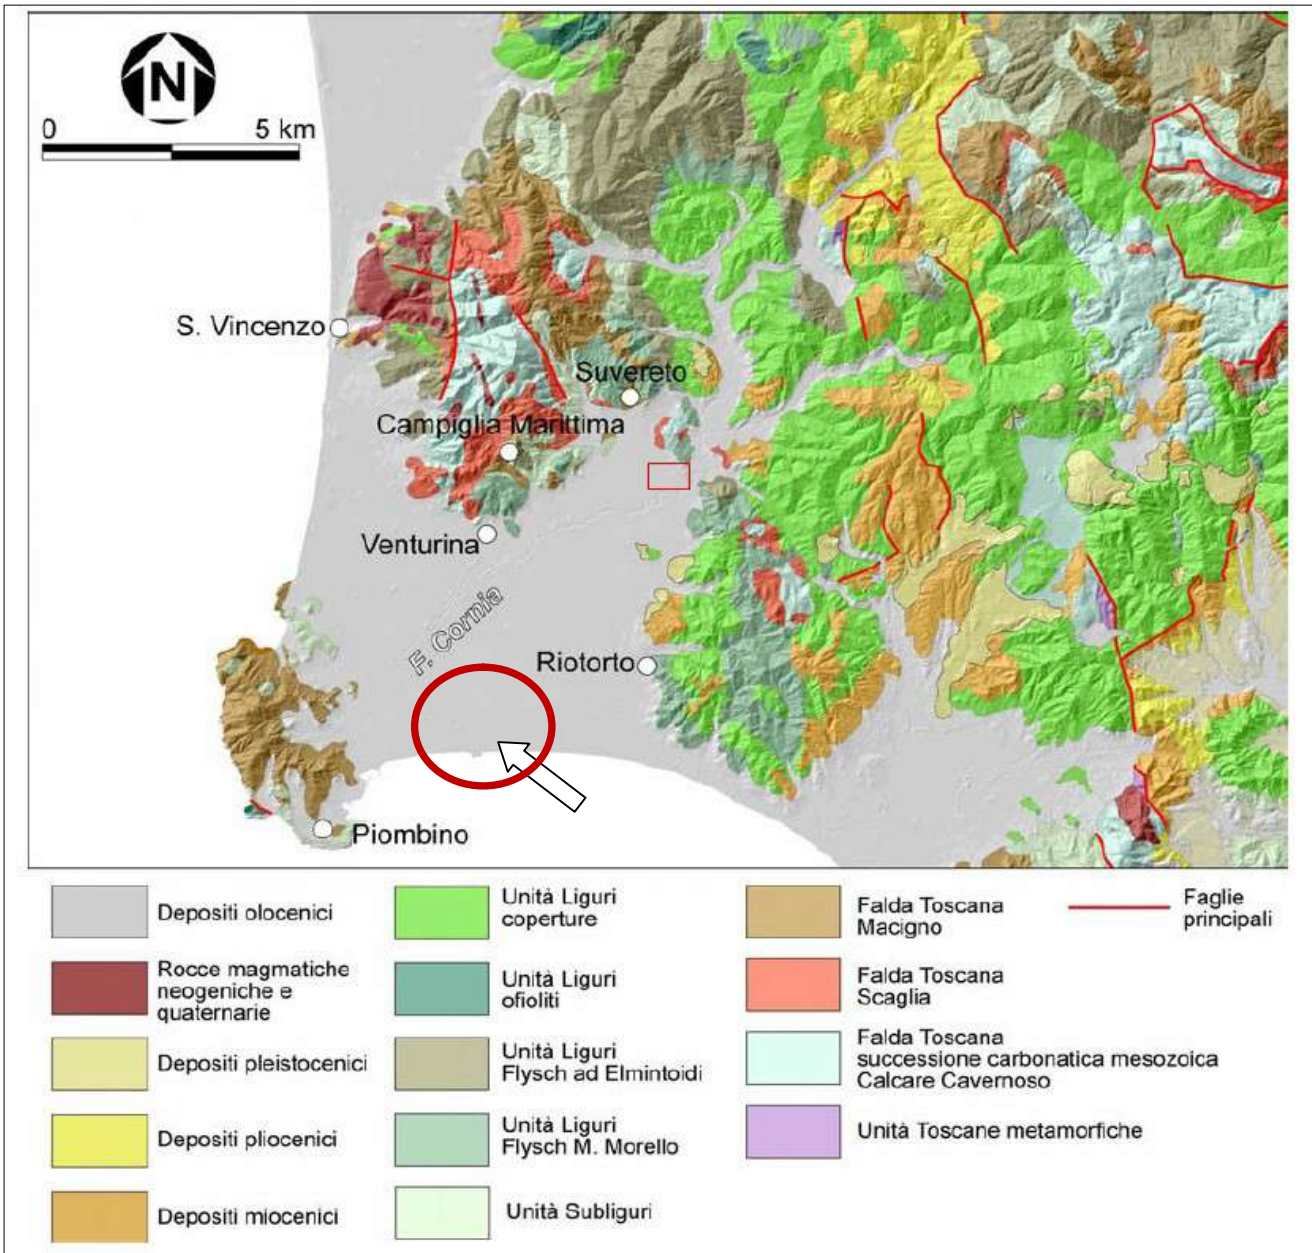 N
0 5 km
S. Vincenzo
Suvereto
Campiglia Marittima
Venturina
F. Cornia
Riotorto
Piombino
Depositi olocenici
Rocce magmatiche
neogeniche e
quaternarie
Depositi pleistocenici
Depositi pliocenici
Depositi miocenici
Unità Liguri
coperture
Unità Liguri
ofioliti
Unità Liguri
Flysch ad Elmintoidi
Unità Liguri
Flysch M. Morello
Unità Subliguri
Falda Toscana
Macigno
Falda Toscana
Scaglia
Falda Toscana
successione carbonatica mesozoica
Calcare Cavernoso
Unità Toscane metamorfiche
Faglie
principali